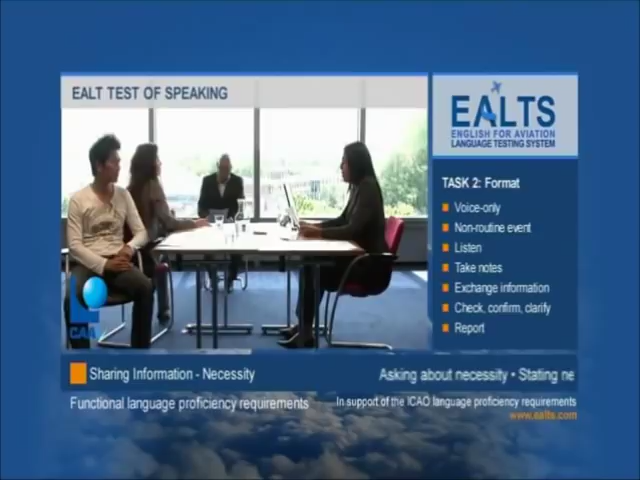 EALT TEST OF SPEAKING
EALTS
ENGLISH FOR AVIATION
LANGUAGE TESTING SYSTEM
TASK 2: Format
Voice-only
Non-routine event
Listen
Take notes
Exchange information
Check, confirm, clarify
Report
CAA
Sharing Information - Necessity
Asking about necessity • Stating ne
Functional language proficiency requirements
In support of the ICAO language proficiency requirements
www.ealts.com